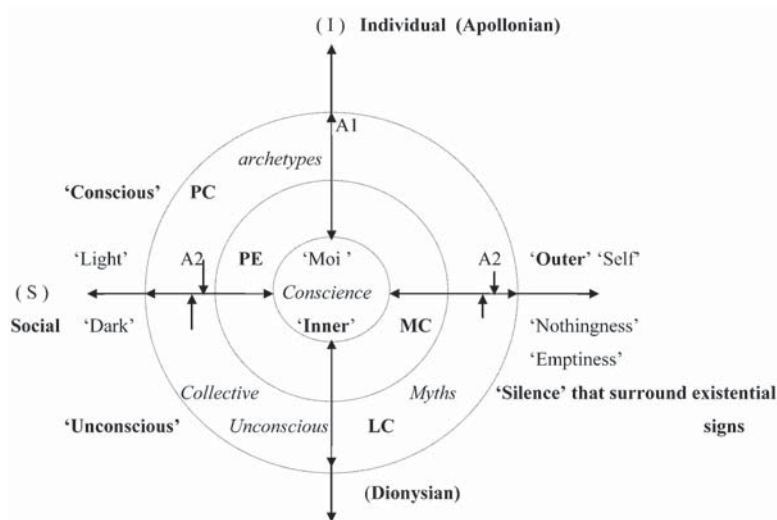 ( I ) Individual (Apollonian)
A1
archetypes
‘Conscious’ PC
‘Light’ A2 PE ‘Moi ’ A2 ‘Outer’ ‘Self’
( S ) Conscience
Social ‘Dark’ ‘Inner’ MC ‘Nothingness’
‘Emptiness’
Collective Myths ‘Silence’ that surround existential
‘Unconscious’ Unconscious LC signs
(Dionysian)